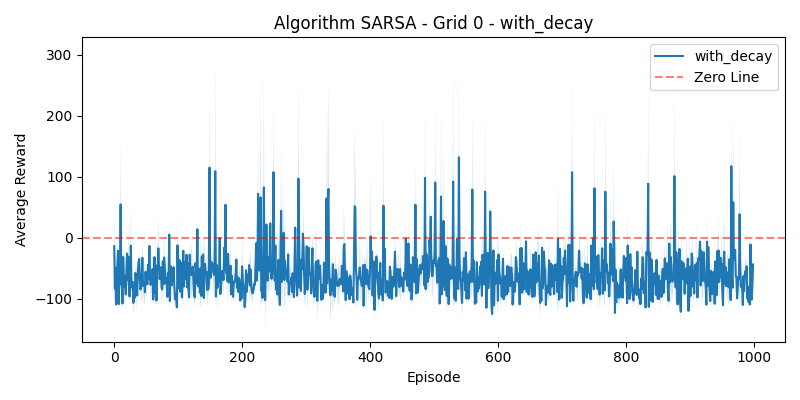 Algorithm SARSA - Grid 0 - with_decay
300
200
100
0
−100
Average Reward
with_decay
Zero Line
0
200
400
600
800
1000
Episode